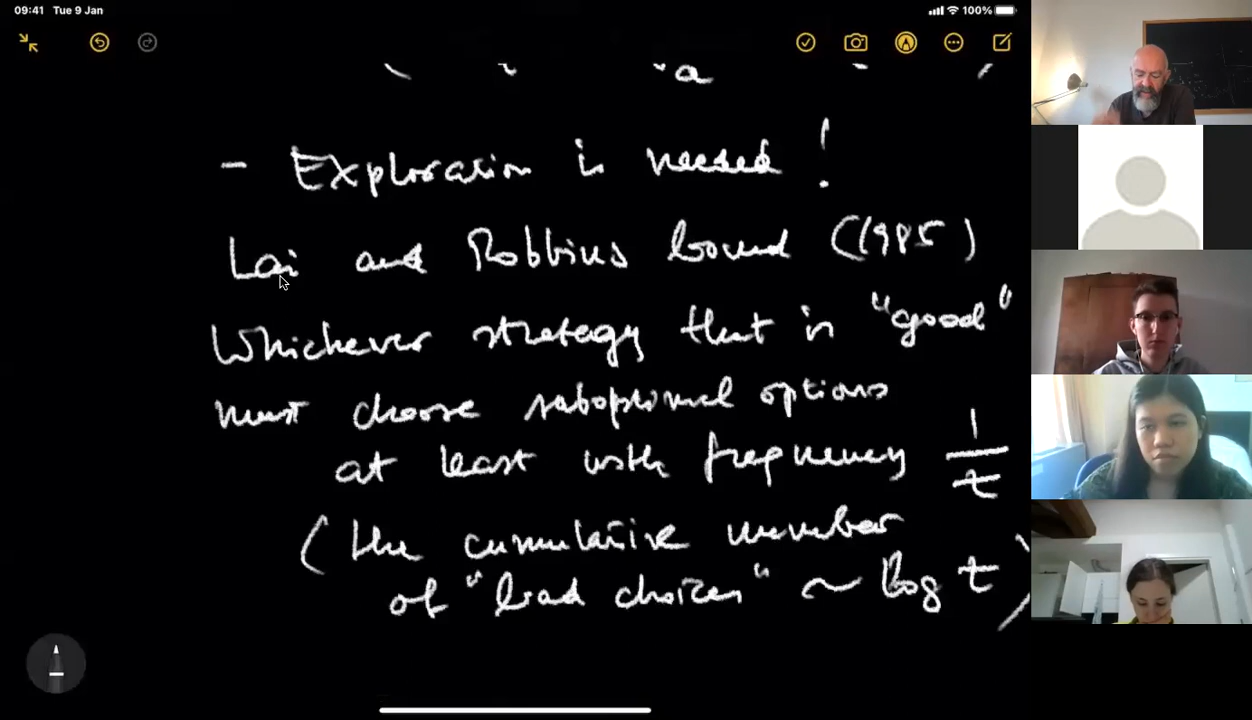 09:41 Tue 9 Jan 100%
a
- Exploration is needed !
Lai and Robbins bound (1985)
Whichever strategy that is "good"
must choose suboptimal options
at least with frequency 1/t
(the cumulative number
of "bad choices" ~ log t)